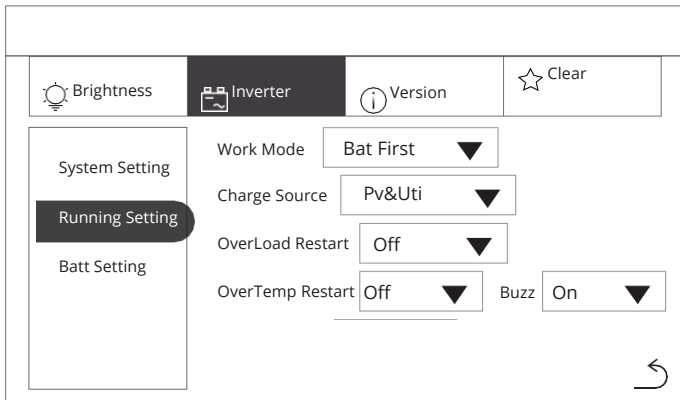 Brightness
Inverter
Version
Clear
System Setting
Running Setting
Batt Setting
Work Mode Bat First
Charge Source Pv&Uti
OverLoad Restart Off
OverTemp Restart Off Buzz On